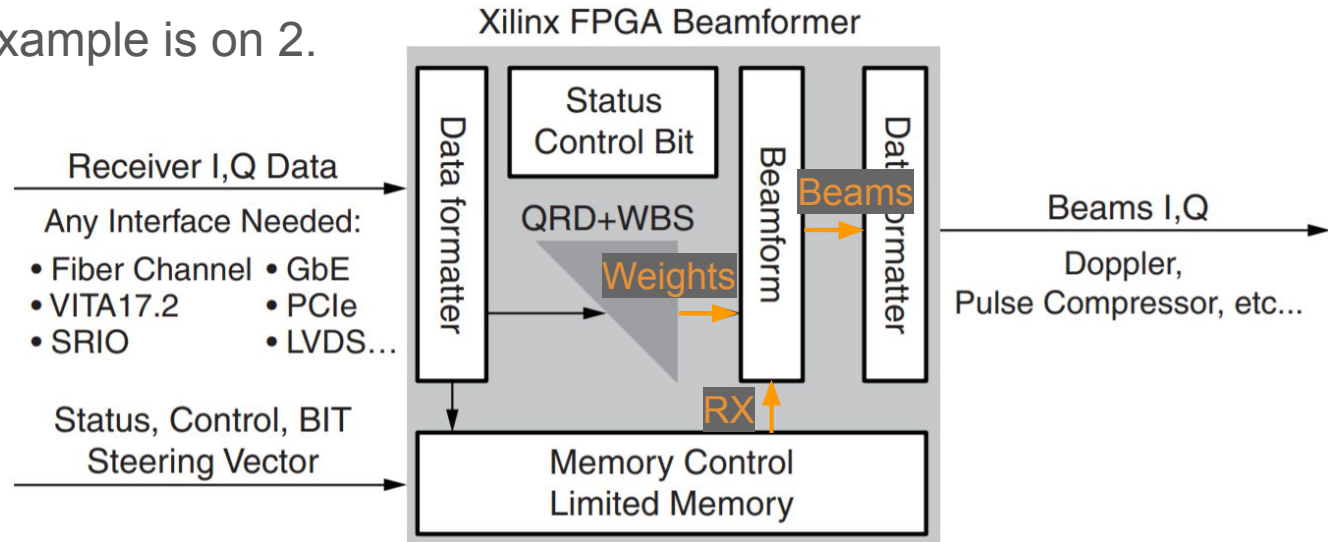 xample is on 2.
Xilinx FPGA Beamformer
Receiver I,Q Data
Any Interface Needed:
• Fiber Channel • GbE
• VITA17.2 • PCIe
• SRIO • LVDS...
Status, Control, BIT
Steering Vector
Data formatter
Status
Control Bit
QRD+WBS
Weights
Beamform
Beams
RX
Memory Control
Limited Memory
Beams I,Q
Doppler,
Pulse Compressor, etc...